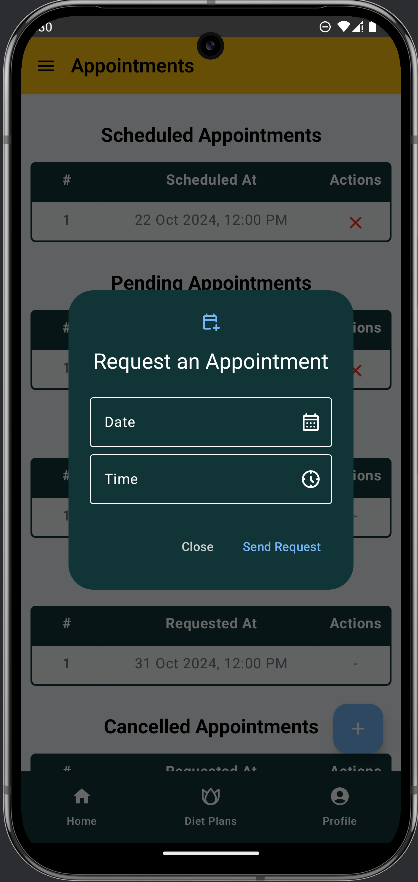 :30
Appointments
Scheduled Appointments
# Scheduled At Actions
1 22 Oct 2024, 12:00 PM
Pending Appointments
#
Request an Appointment
Date
Time
Close Send Request
# Requested At Actions
1 31 Oct 2024, 12:00 PM -
Cancelled Appointments
+
# Requested At Actions
Home Diet Plans Profile